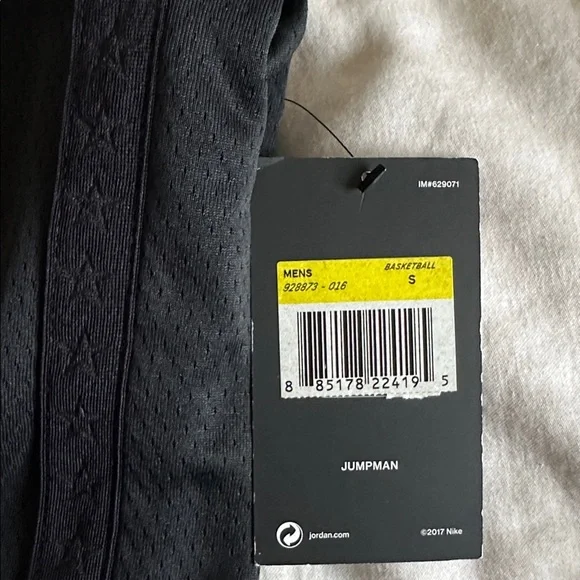 IM#629071
MENS BASKETBALL
928873 - 016 S
8 85178 22419 5
JUMPMAN
jordan.com ©2017 Nike